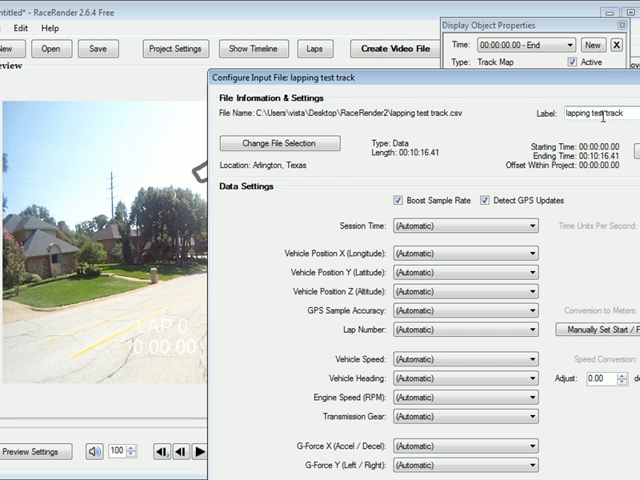 ntitled* - RaceRender 2.6.4 Free
Edit Help
New Open Save Project Settings Show Timeline Laps Create Video File
Display Object Properties
Time: 00:00:00.00 - End New X
Type: Track Map Active
eview
Configure Input File: lapping test track
File Information & Settings
File Name: C:\Users\vista\Desktop\RaceRender2\lapping test track.csv
Label: lapping test track
Change File Selection
Type: Data
Length: 00:10:16.41
Starting Time: 00:00:00.00
Ending Time: 00:10:16.41
Offset Within Project: 00:00:00.00
Location: Arlington, Texas
Data Settings
Boost Sample Rate Detect GPS Updates
Session Time: (Automatic) Time Units Per Second:
Vehicle Position X (Longitude): (Automatic)
Vehicle Position Y (Latitude): (Automatic)
Vehicle Position Z (Altitude): (Automatic)
GPS Sample Accuracy: (Automatic) Conversion to Meters:
Lap Number: (Automatic) Manually Set Start / F
Vehicle Speed: (Automatic) Speed Conversion:
Vehicle Heading: (Automatic) Adjust: 0.00 de
Engine Speed (RPM): (Automatic)
Transmission Gear: (Automatic)
G-Force X (Accel / Decel): (Automatic)
G-Force Y (Left / Right): (Automatic)
LAP 0
0:00.00
Preview Settings 100